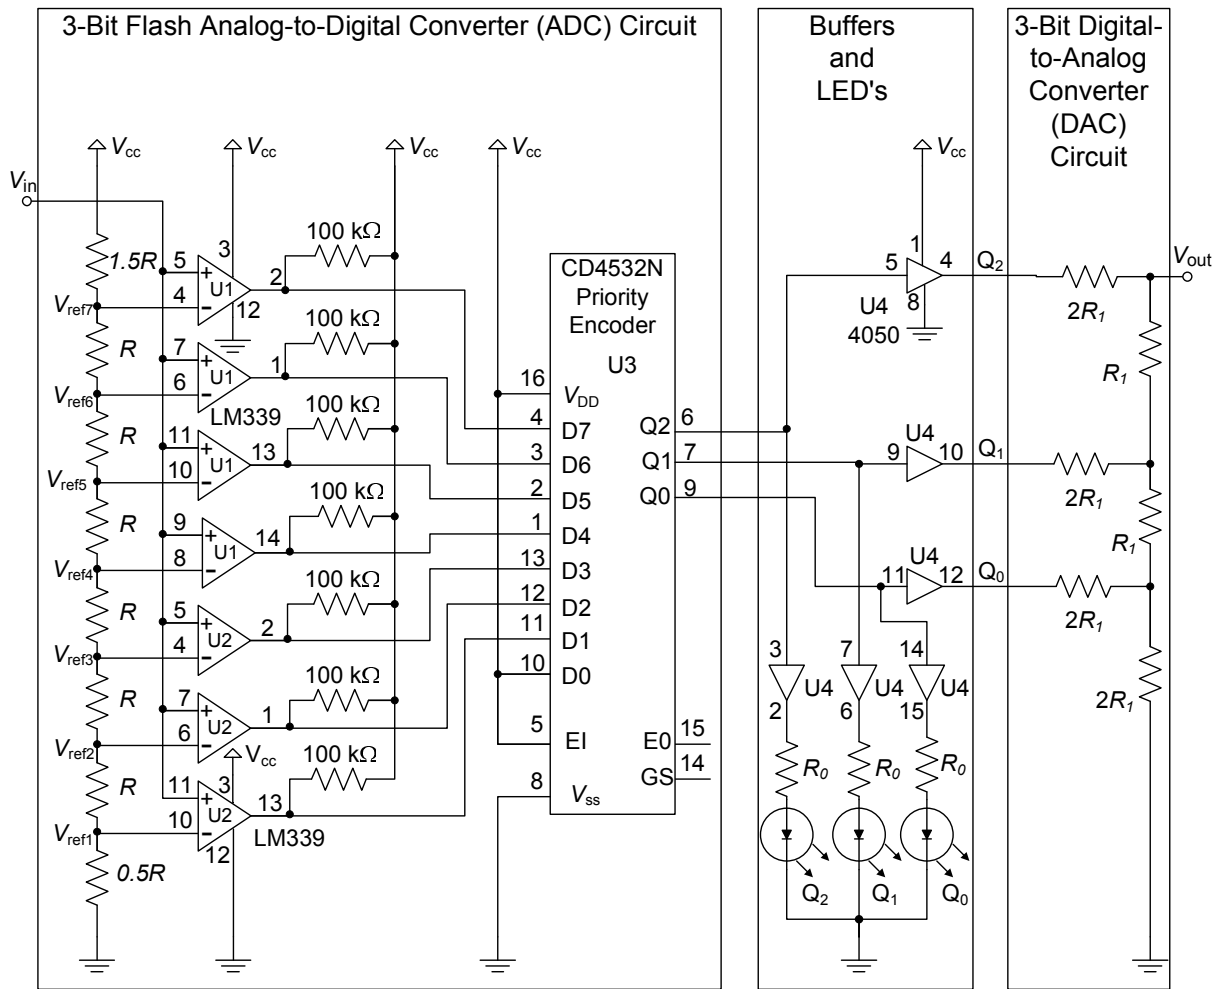 3-Bit Flash Analog-to-Digital Converter (ADC) Circuit
Buffers
and
LED's
3-Bit Digital-
to-Analog
Converter
(DAC)
Circuit
Vcc
Vcc
Vcc
Vcc
Vcc
Vin
Vout
1.5R
5
+
4
-
U1
3
12
2
100 kΩ
Vref7
R
7
+
6
-
U1
1
100 kΩ
Vref6
LM339
R
11
+
10
-
U1
13
100 kΩ
Vref5
R
9
+
8
-
U1
14
100 kΩ
Vref4
R
5
+
4
-
U2
2
100 kΩ
Vref3
R
7
+
6
-
U2
1
100 kΩ
Vref2
R
Vcc
11
+
10
-
U2
3
12
13
100 kΩ
LM339
Vref1
0.5R
CD4532N
Priority
Encoder
U3
16
VDD
4
D7
3
D6
2
D5
1
D4
13
D3
12
D2
11
D1
10
D0
5
EI
8
Vss
Q2
6
Q1
7
Q0
9
E0
15
GS
14
1
5
4
8
U4
4050
Q2
U4
9
10
Q1
U4
11
12
Q0
3
U4
2
7
U4
6
14
U4
15
R0
R0
R0
Q2
Q1
Q0
2R1
R1
2R1
R1
2R1
2R1